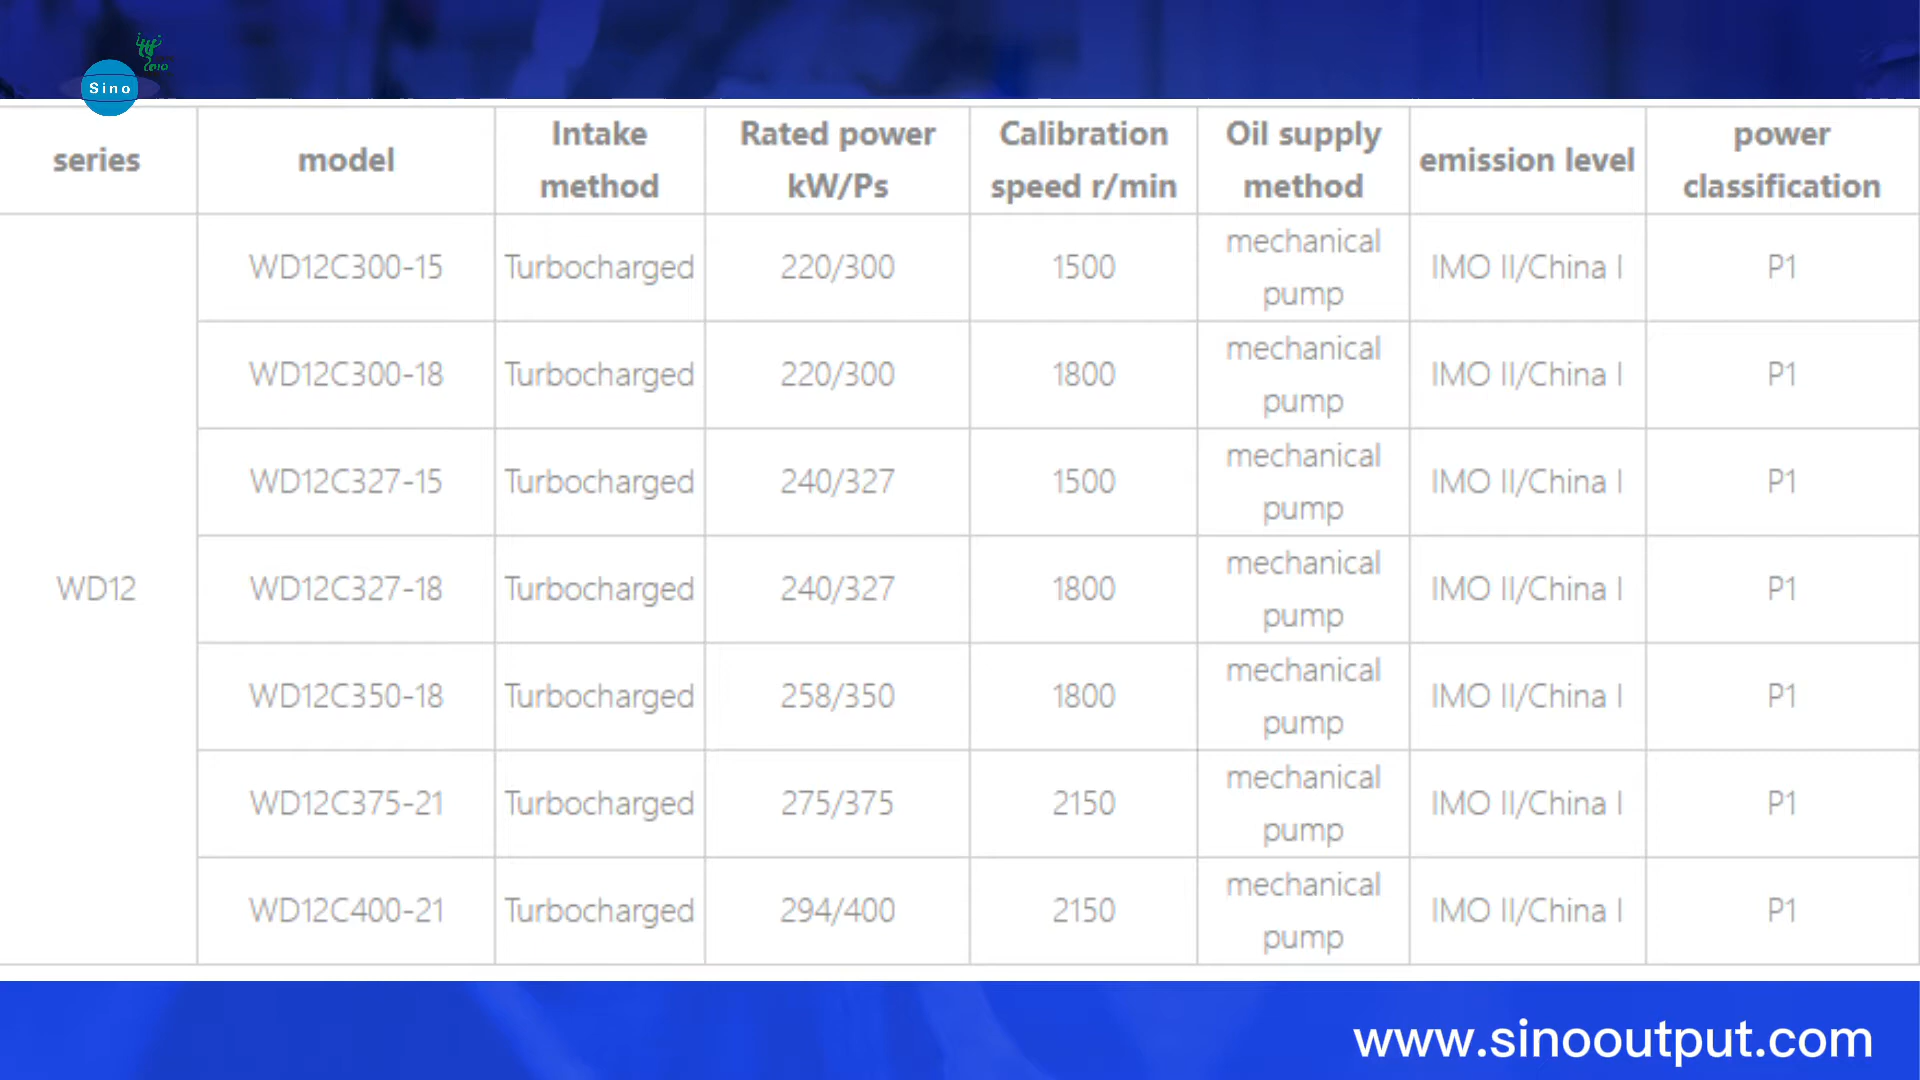 Sino
series model Intake method Rated power kW/Ps Calibration speed r/min Oil supply method emission level power classification
WD12 WD12C300-15 Turbocharged 220/300 1500 mechanical pump IMO II/China I P1
WD12C300-18 Turbocharged 220/300 1800 mechanical pump IMO II/China I P1
WD12C327-15 Turbocharged 240/327 1500 mechanical pump IMO II/China I P1
WD12C327-18 Turbocharged 240/327 1800 mechanical pump IMO II/China I P1
WD12C350-18 Turbocharged 258/350 1800 mechanical pump IMO II/China I P1
WD12C375-21 Turbocharged 275/375 2150 mechanical pump IMO II/China I P1
WD12C400-21 Turbocharged 294/400 2150 mechanical pump IMO II/China I P1
www.sinooutput.com